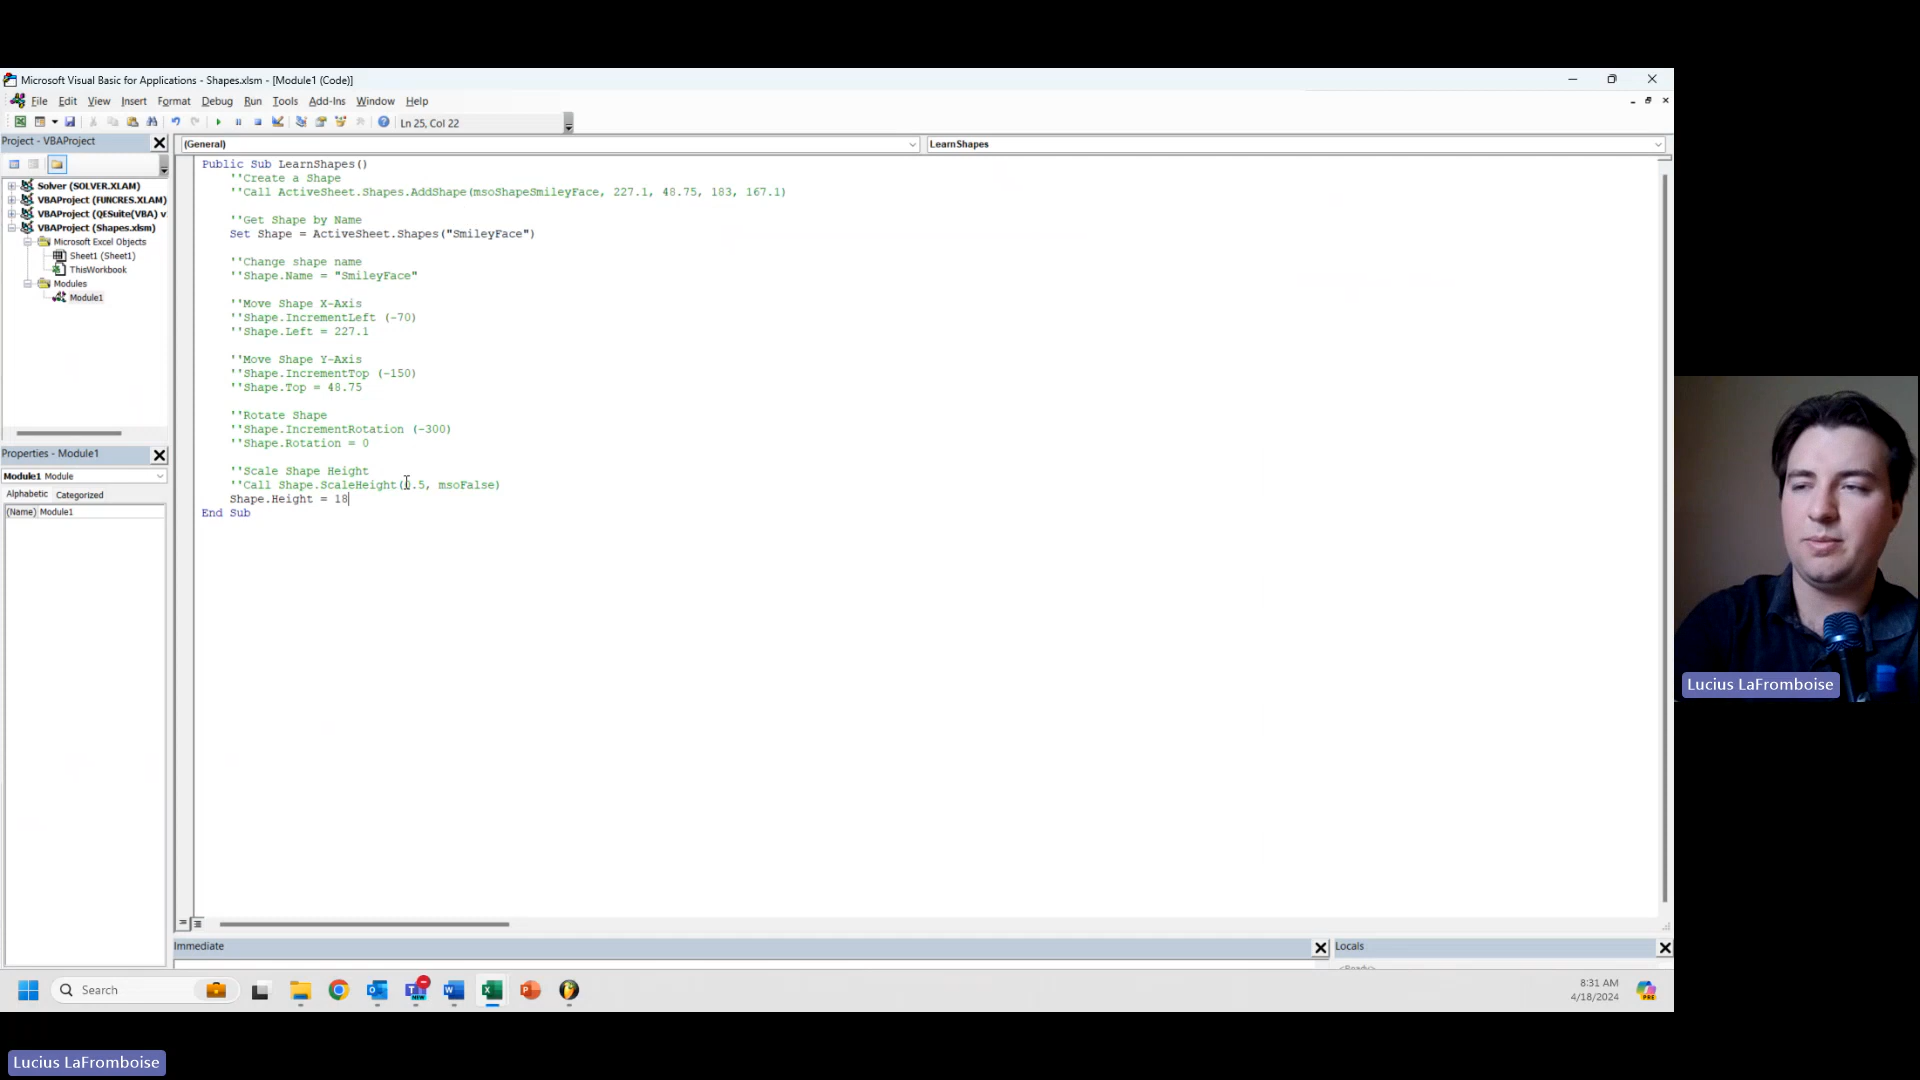 Microsoft Visual Basic for Applications - Shapes.xlsm - [Module1 (Code)]
File Edit View Insert Format Debug Run Tools Add-Ins Window Help
Ln 25, Col 22
Project - VBAProject
(General)
LearnShapes
Solver (SOLVER.XLAM)
VBAProject (FUNCRES.XLAM)
VBAProject (QESuite(VBA) v
VBAProject (Shapes.xlsm)
Microsoft Excel Objects
Sheet1 (Sheet1)
ThisWorkbook
Modules
Module1
Properties - Module1
Module1 Module
Alphabetic Categorized
(Name) Module1
Public Sub LearnShapes()
''Create a Shape
''Call ActiveSheet.Shapes.AddShape(msoShapeSmileyFace, 227.1, 48.75, 183, 167.1)
''Get Shape by Name
Set Shape = ActiveSheet.Shapes("SmileyFace")
''Change shape name
''Shape.Name = "SmileyFace"
''Move Shape X-Axis
''Shape.IncrementLeft (-70)
''Shape.Left = 227.1
''Move Shape Y-Axis
''Shape.IncrementTop (-150)
''Shape.Top = 48.75
''Rotate Shape
''Shape.IncrementRotation (-300)
''Shape.Rotation = 0
''Scale Shape Height
''Call Shape.ScaleHeight(0.5, msoFalse)
Shape.Height = 18
End Sub
Immediate
Locals
Search
NEW
PRE
8:31 AM
4/18/2024
Lucius LaFromboise
Lucius LaFromboise